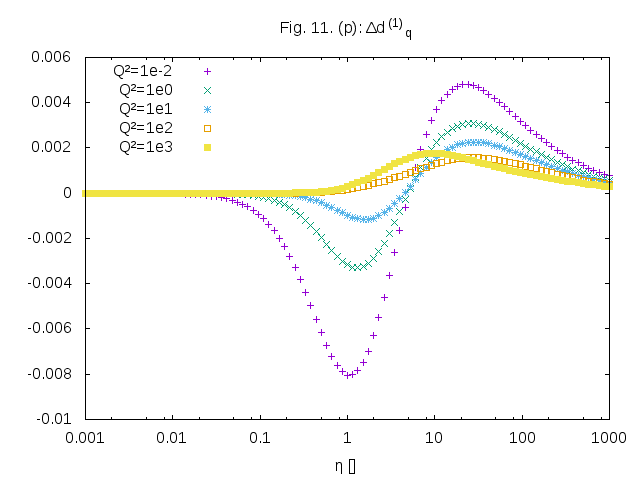 Fig. 11. (p): Δd⁽¹⁾q
0.006
0.004
0.002
0
-0.002
-0.004
-0.006
-0.008
-0.01
Q²=1e-2
Q²=1e0
Q²=1e1
Q²=1e2
Q²=1e3
0.001 0.01 0.1 1 10 100 1000
η []